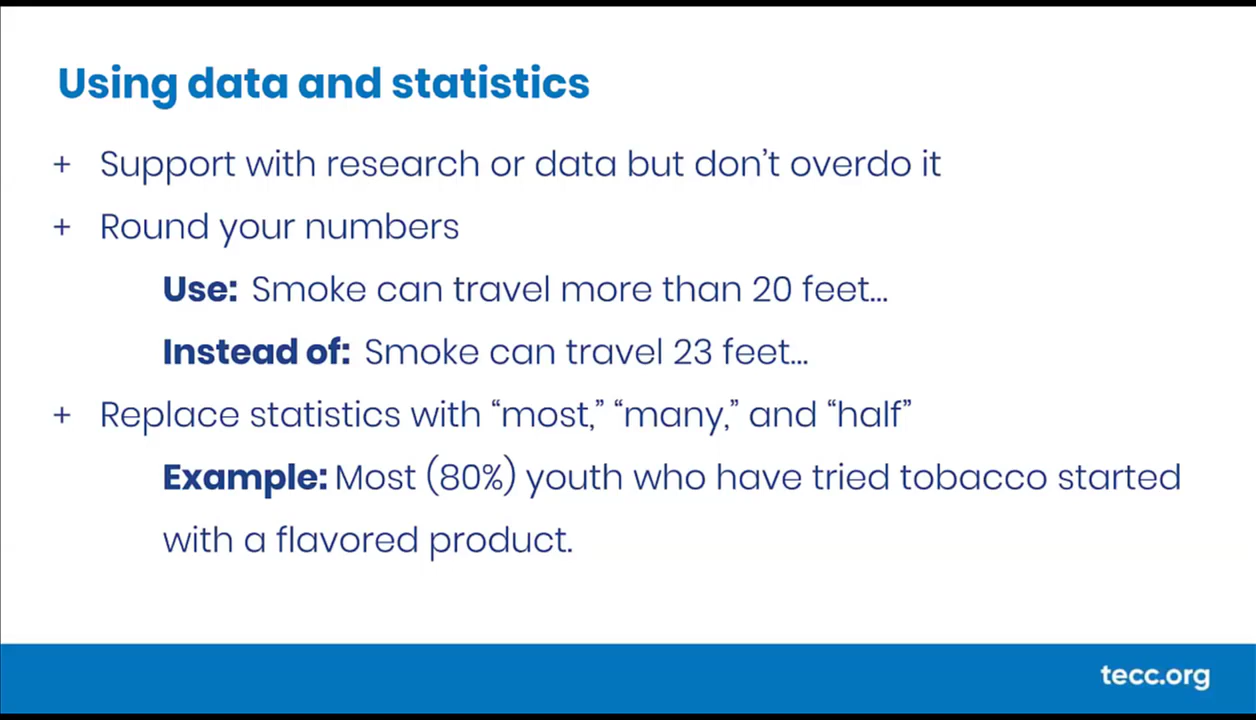 Using data and statistics
+ Support with research or data but don’t overdo it
+ Round your numbers
Use: Smoke can travel more than 20 feet…
Instead of: Smoke can travel 23 feet…
+ Replace statistics with “most,” “many,” and “half”
Example: Most (80%) youth who have tried tobacco started
with a flavored product.
tecc.org